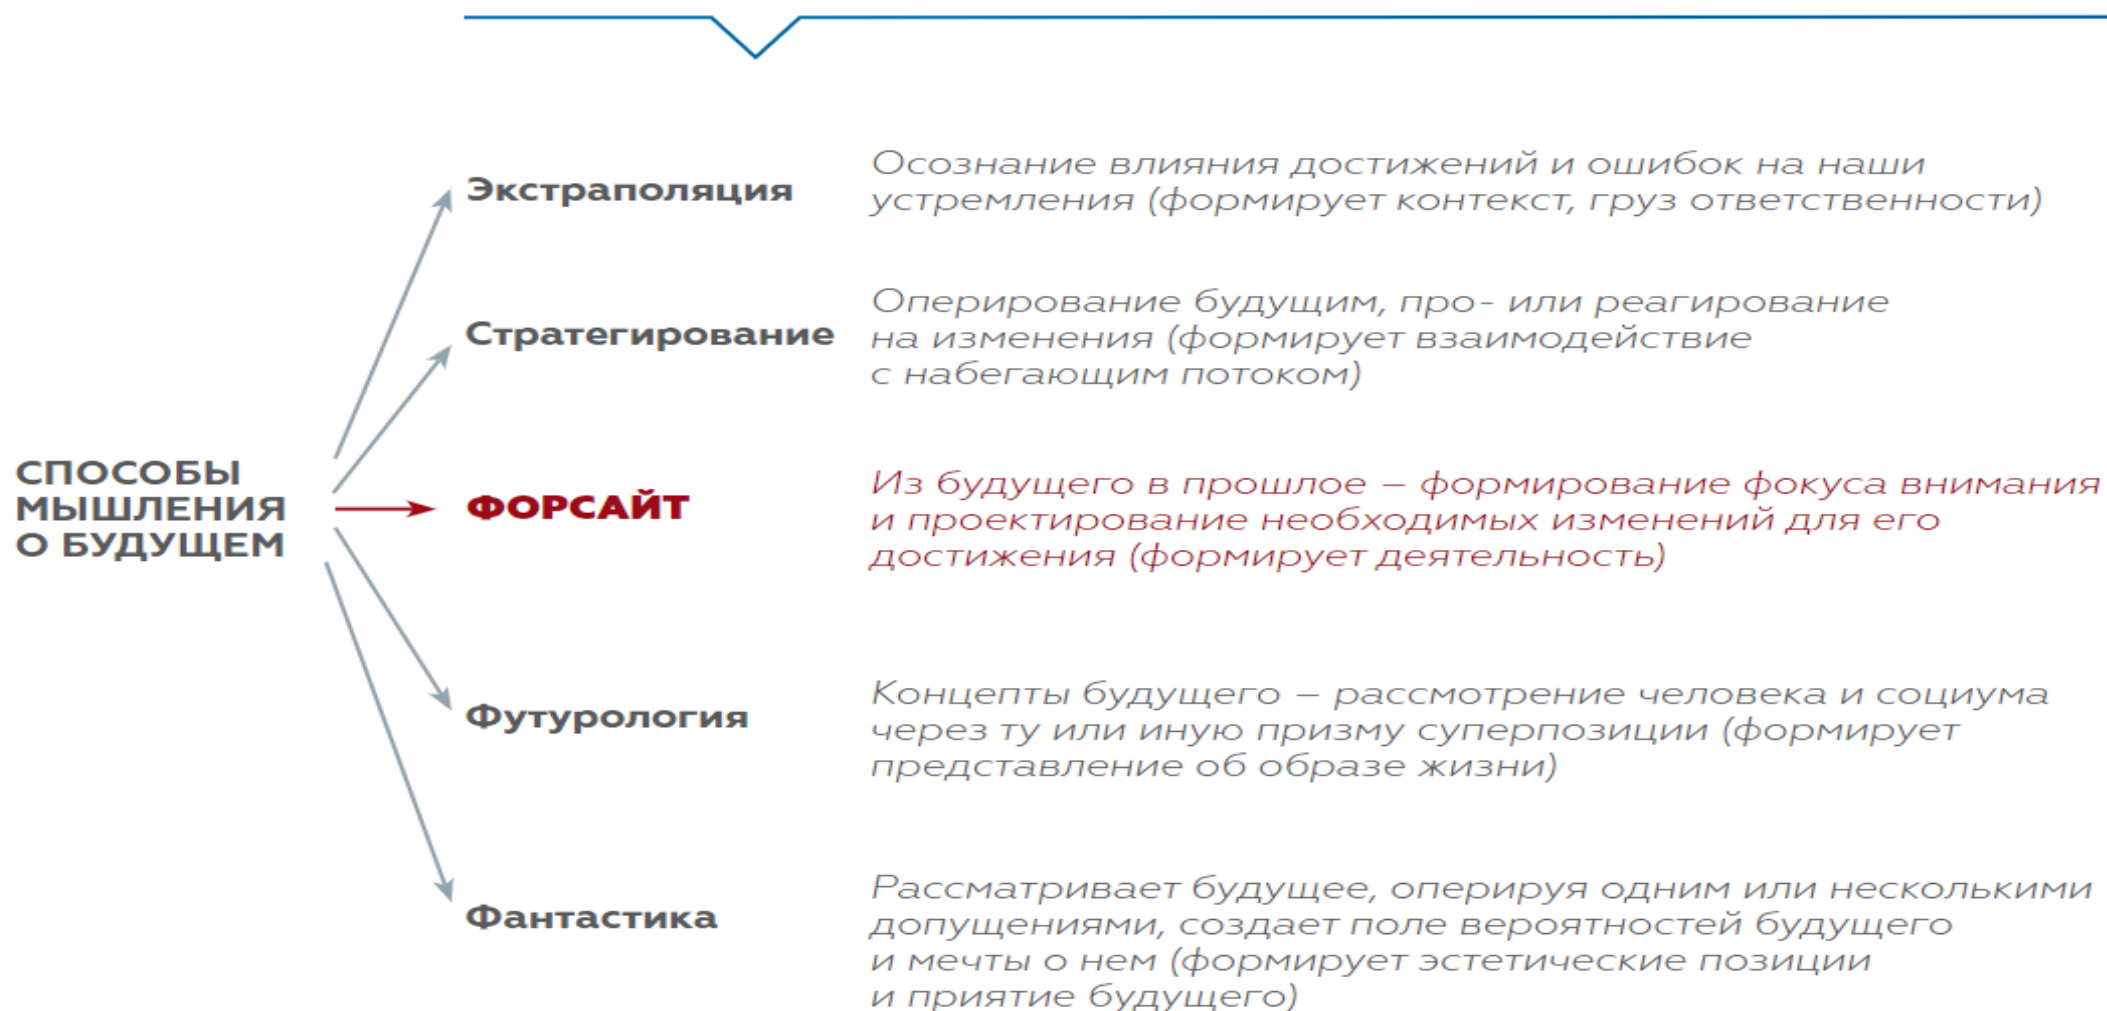 СПОСОБЫ
МЫШЛЕНИЯ
О БУДУЩЕМ
Экстраполяция
Осознание влияния достижений и ошибок на наши
устремления (формирует контекст, груз ответственности)
Стратегирование
Оперирование будущим, про- или реагирование
на изменения (формирует взаимодействие
с набегающим потоком)
ФОРСАЙТ
Из будущего в прошлое – формирование фокуса внимания
и проектирование необходимых изменений для его
достижения (формирует деятельность)
Футурология
Концепты будущего – рассмотрение человека и социума
через ту или иную призму суперпозиции (формирует
представление об образе жизни)
Фантастика
Рассматривает будущее, оперируя одним или несколькими
допущениями, создает поле вероятностей будущего
и мечты о нем (формирует эстетические позиции
и приятие будущего)